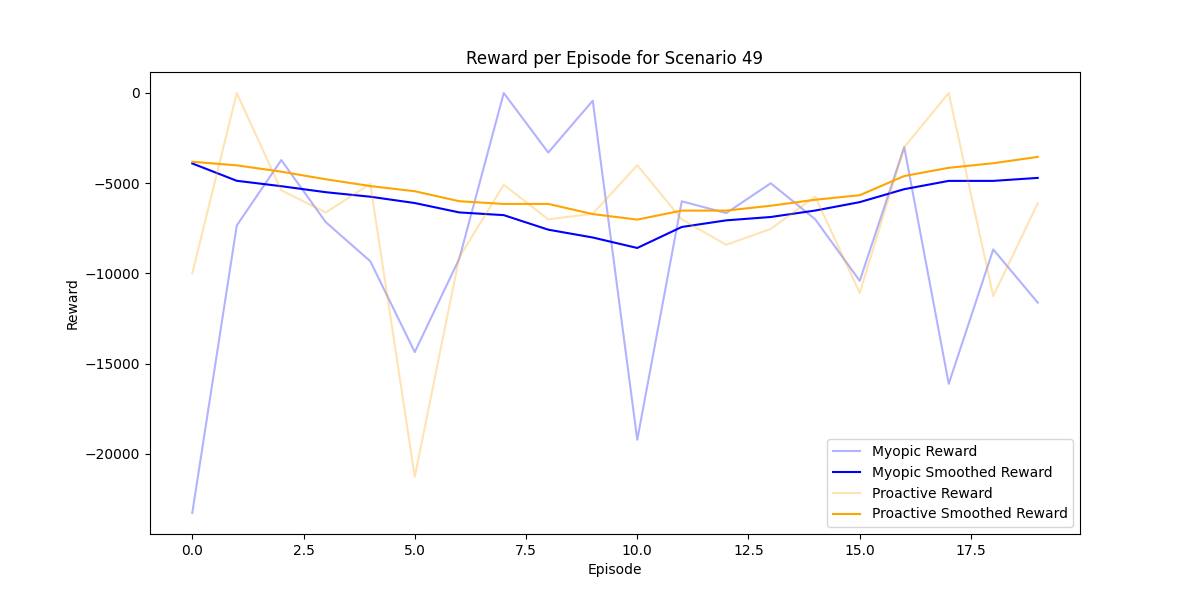 Reward per Episode for Scenario 49
0
−5000
−10000
−15000
−20000
Reward
0.0
2.5
5.0
7.5
10.0
12.5
15.0
17.5
Episode
Myopic Reward
Myopic Smoothed Reward
Proactive Reward
Proactive Smoothed Reward